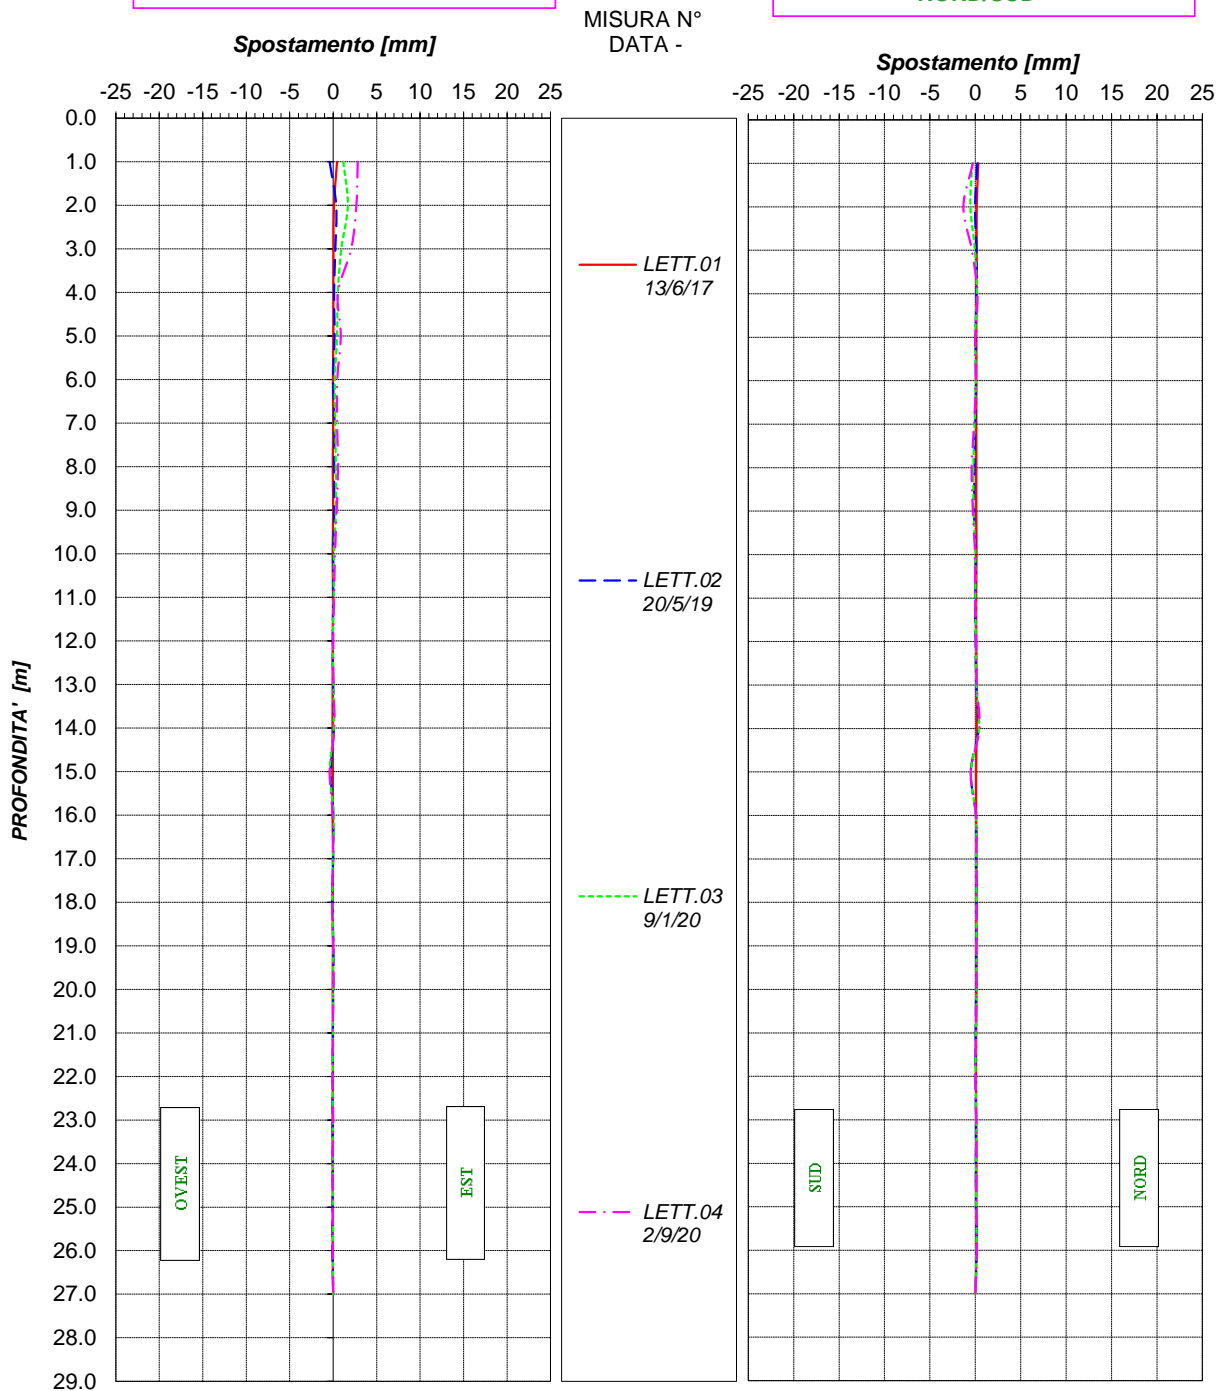 NORD/SUD
MISURA N°
DATA -
Spostamento [mm]
Spostamento [mm]
-25 -20 -15 -10 -5 0 5 10 15 20 25
-25 -20 -15 -10 -5 0 5 10 15 20 25
0.0
1.0
2.0
3.0
4.0
5.0
6.0
7.0
8.0
9.0
10.0
11.0
12.0
13.0
14.0
15.0
16.0
17.0
18.0
19.0
20.0
21.0
22.0
23.0
24.0
25.0
26.0
27.0
28.0
29.0
PROFONDITA' [m]
LETT.01
13/6/17
LETT.02
20/5/19
LETT.03
9/1/20
LETT.04
2/9/20
OVEST
EST
SUD
NORD